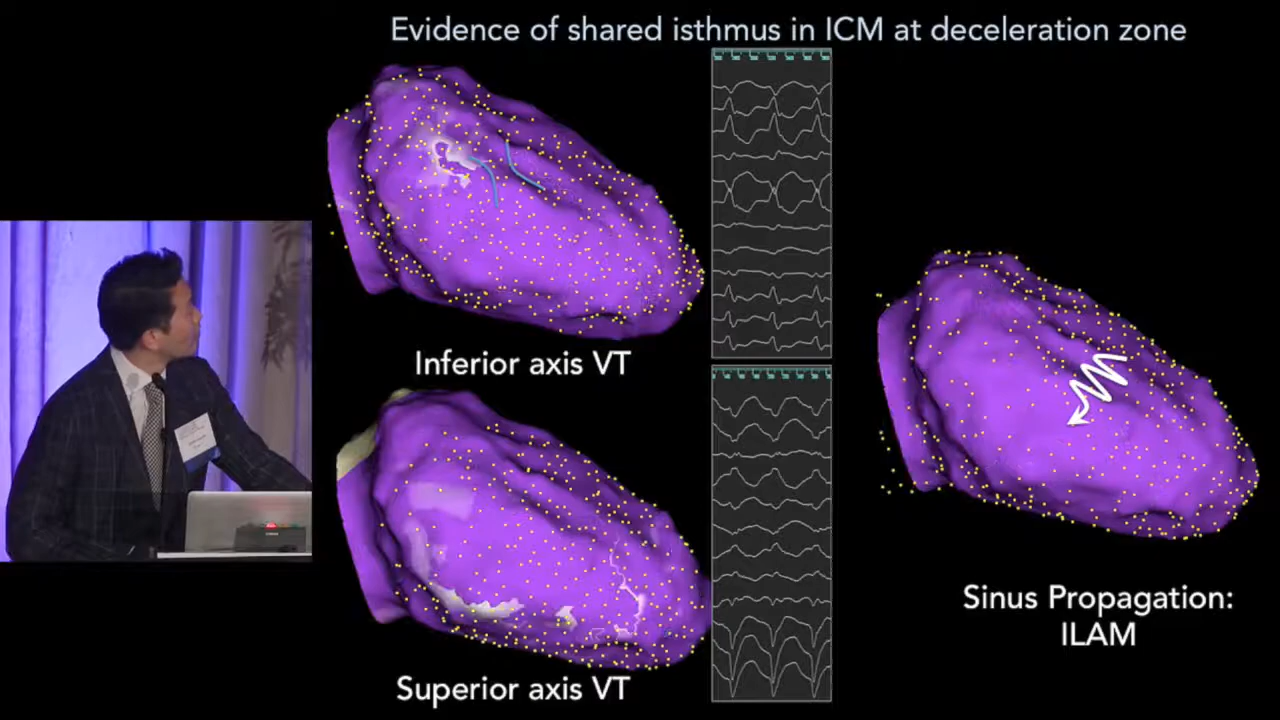 Evidence of shared isthmus in ICM at deceleration zone
Inferior axis VT
Superior axis VT
Sinus Propagation:
ILAM